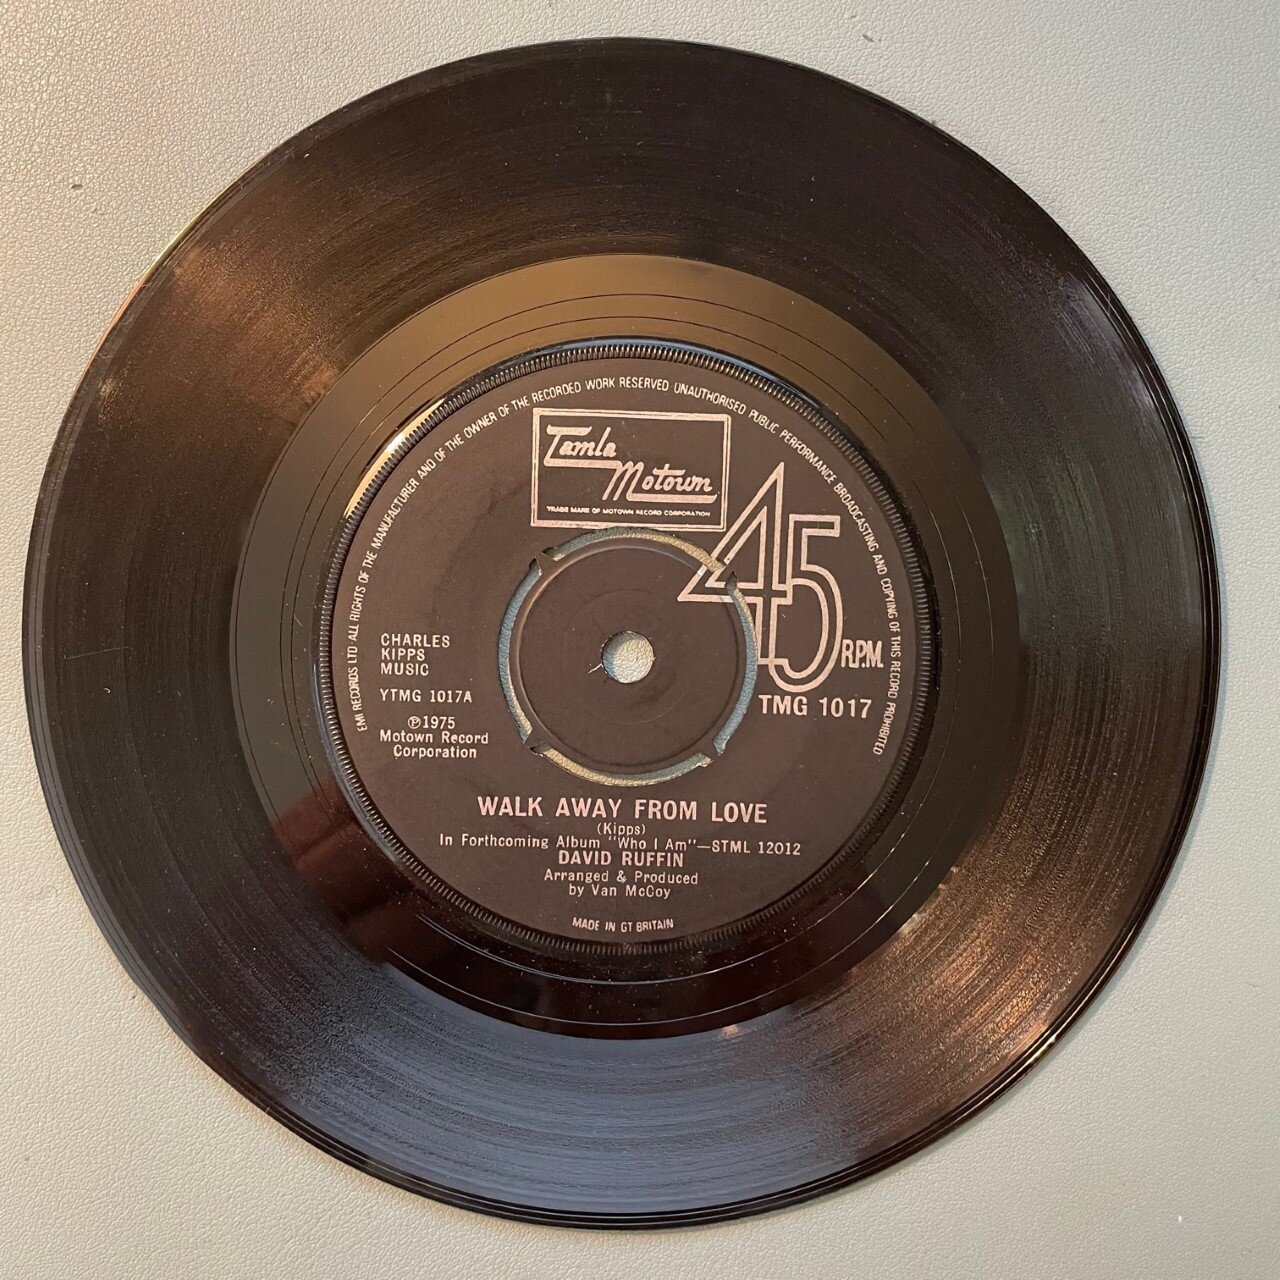 EMI RECORDS LTD ALL RIGHTS OF THE MANUFACTURER AND OF THE OWNER OF THE RECORDED WORK RESERVED UNAUTHORISED PUBLIC PERFORMANCE BROADCASTING AND COPYING OF THIS RECORD PROHIBITED
Tamla
Motown
TRADE MARK OF MOTOWN RECORD CORPORATION
45
R.P.M.
TMG 1017
CHARLES
KIPPS
MUSIC
YTMG 1017A
℗1975
Motown Record
Corporation
WALK AWAY FROM LOVE
(Kipps)
In Forthcoming Album "Who I Am"—STML 12012
DAVID RUFFIN
Arranged & Produced
by Van McCoy
MADE IN GT BRITAIN